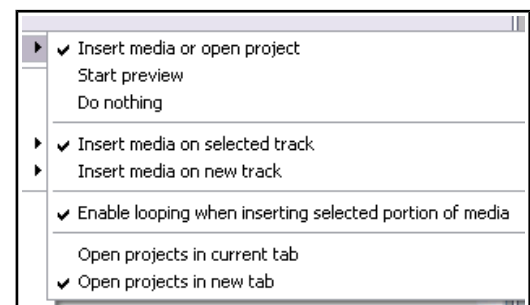 Insert media or open project
Start preview
Do nothing
Insert media on selected track
Insert media on new track
Enable looping when inserting selected portion of media
Open projects in current tab
Open projects in new tab